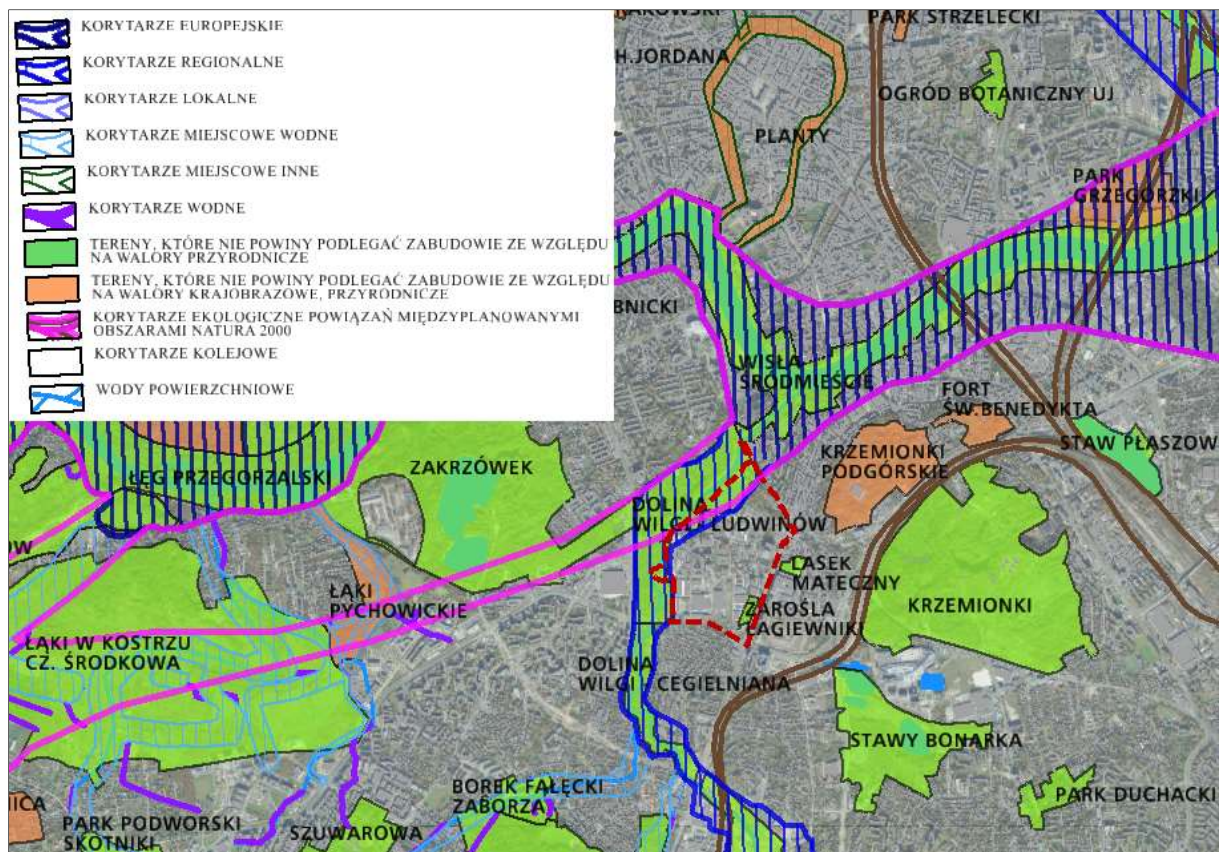 KORYTARZE EUROPEJSKIE
KORYTARZE REGIONALNE
KORYTARZE LOKALNE
KORYTARZE MIEJSCOWE WODNE
KORYTARZE MIEJSCOWE INNE
KORYTARZE WODNE
TERENY, KTÓRE NIE POWINY PODLEGAĆ ZABUDOWIE ZE WZGLĘDU
NA WALORY PRZYRODNICZE
TERENY, KTÓRE NIE POWINY PODLEGAĆ ZABUDOWIE ZE WZGLĘDU
NA WALORY KRAJOBRAZOWE, PRZYRODNICZE
KORYTARZE EKOLOGICZNE POWIĄZAŃ MIĘDZYPLANOWANYMI
OBSZARAMI NATURA 2000
KORYTARZE KOLEJOWE
WODY POWIERZCHNIOWE
RAKOWSKI
PARK STRZELECKI
H.JORDANA
OGRÓD BOTANICZNY UJ
PLANTY
PARK
GRZEGÓRZKI
BNICKI
WISŁA
ŚRÓDMIEŚCIE
FORT
ŚW.BENEDYKTA
KRZEMIONKI
PODGÓRSKIE
STAW PŁASZOW
ZAKRZÓWEK
ŁĘG PRZEGORZALSKI
DOLINA
WILGI - LUDWINÓW
OW
LASEK
MATECZNY
ŁĄKI
PYCHOWICKIE
ZAROŚLA
ŁAGIEWNIKI
KRZEMIONKI
ŁĄKI W KOSTRZU
CZ. ŚRODKOWA
DOLINA
WILGI - CEGIELNIANA
STAWY BONARKA
BOREK FAŁĘCKI
ZABORZA
PARK DUCHACKI
NICA
PARK PODWORSKI
SKOTNIKI
SZUWAROWA